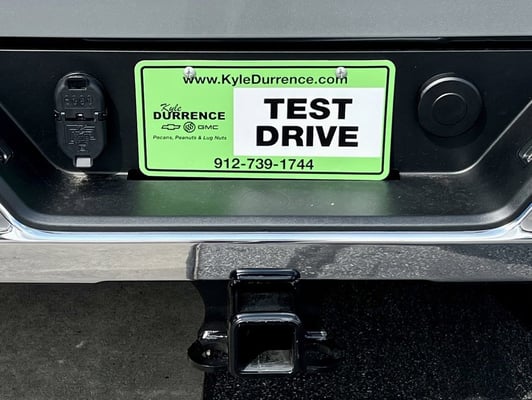 www.KyleDurrence.com
Kyle
DURRENCE
GMC
Pecans, Peanuts & Lug Nuts
TEST
DRIVE
912-739-1744